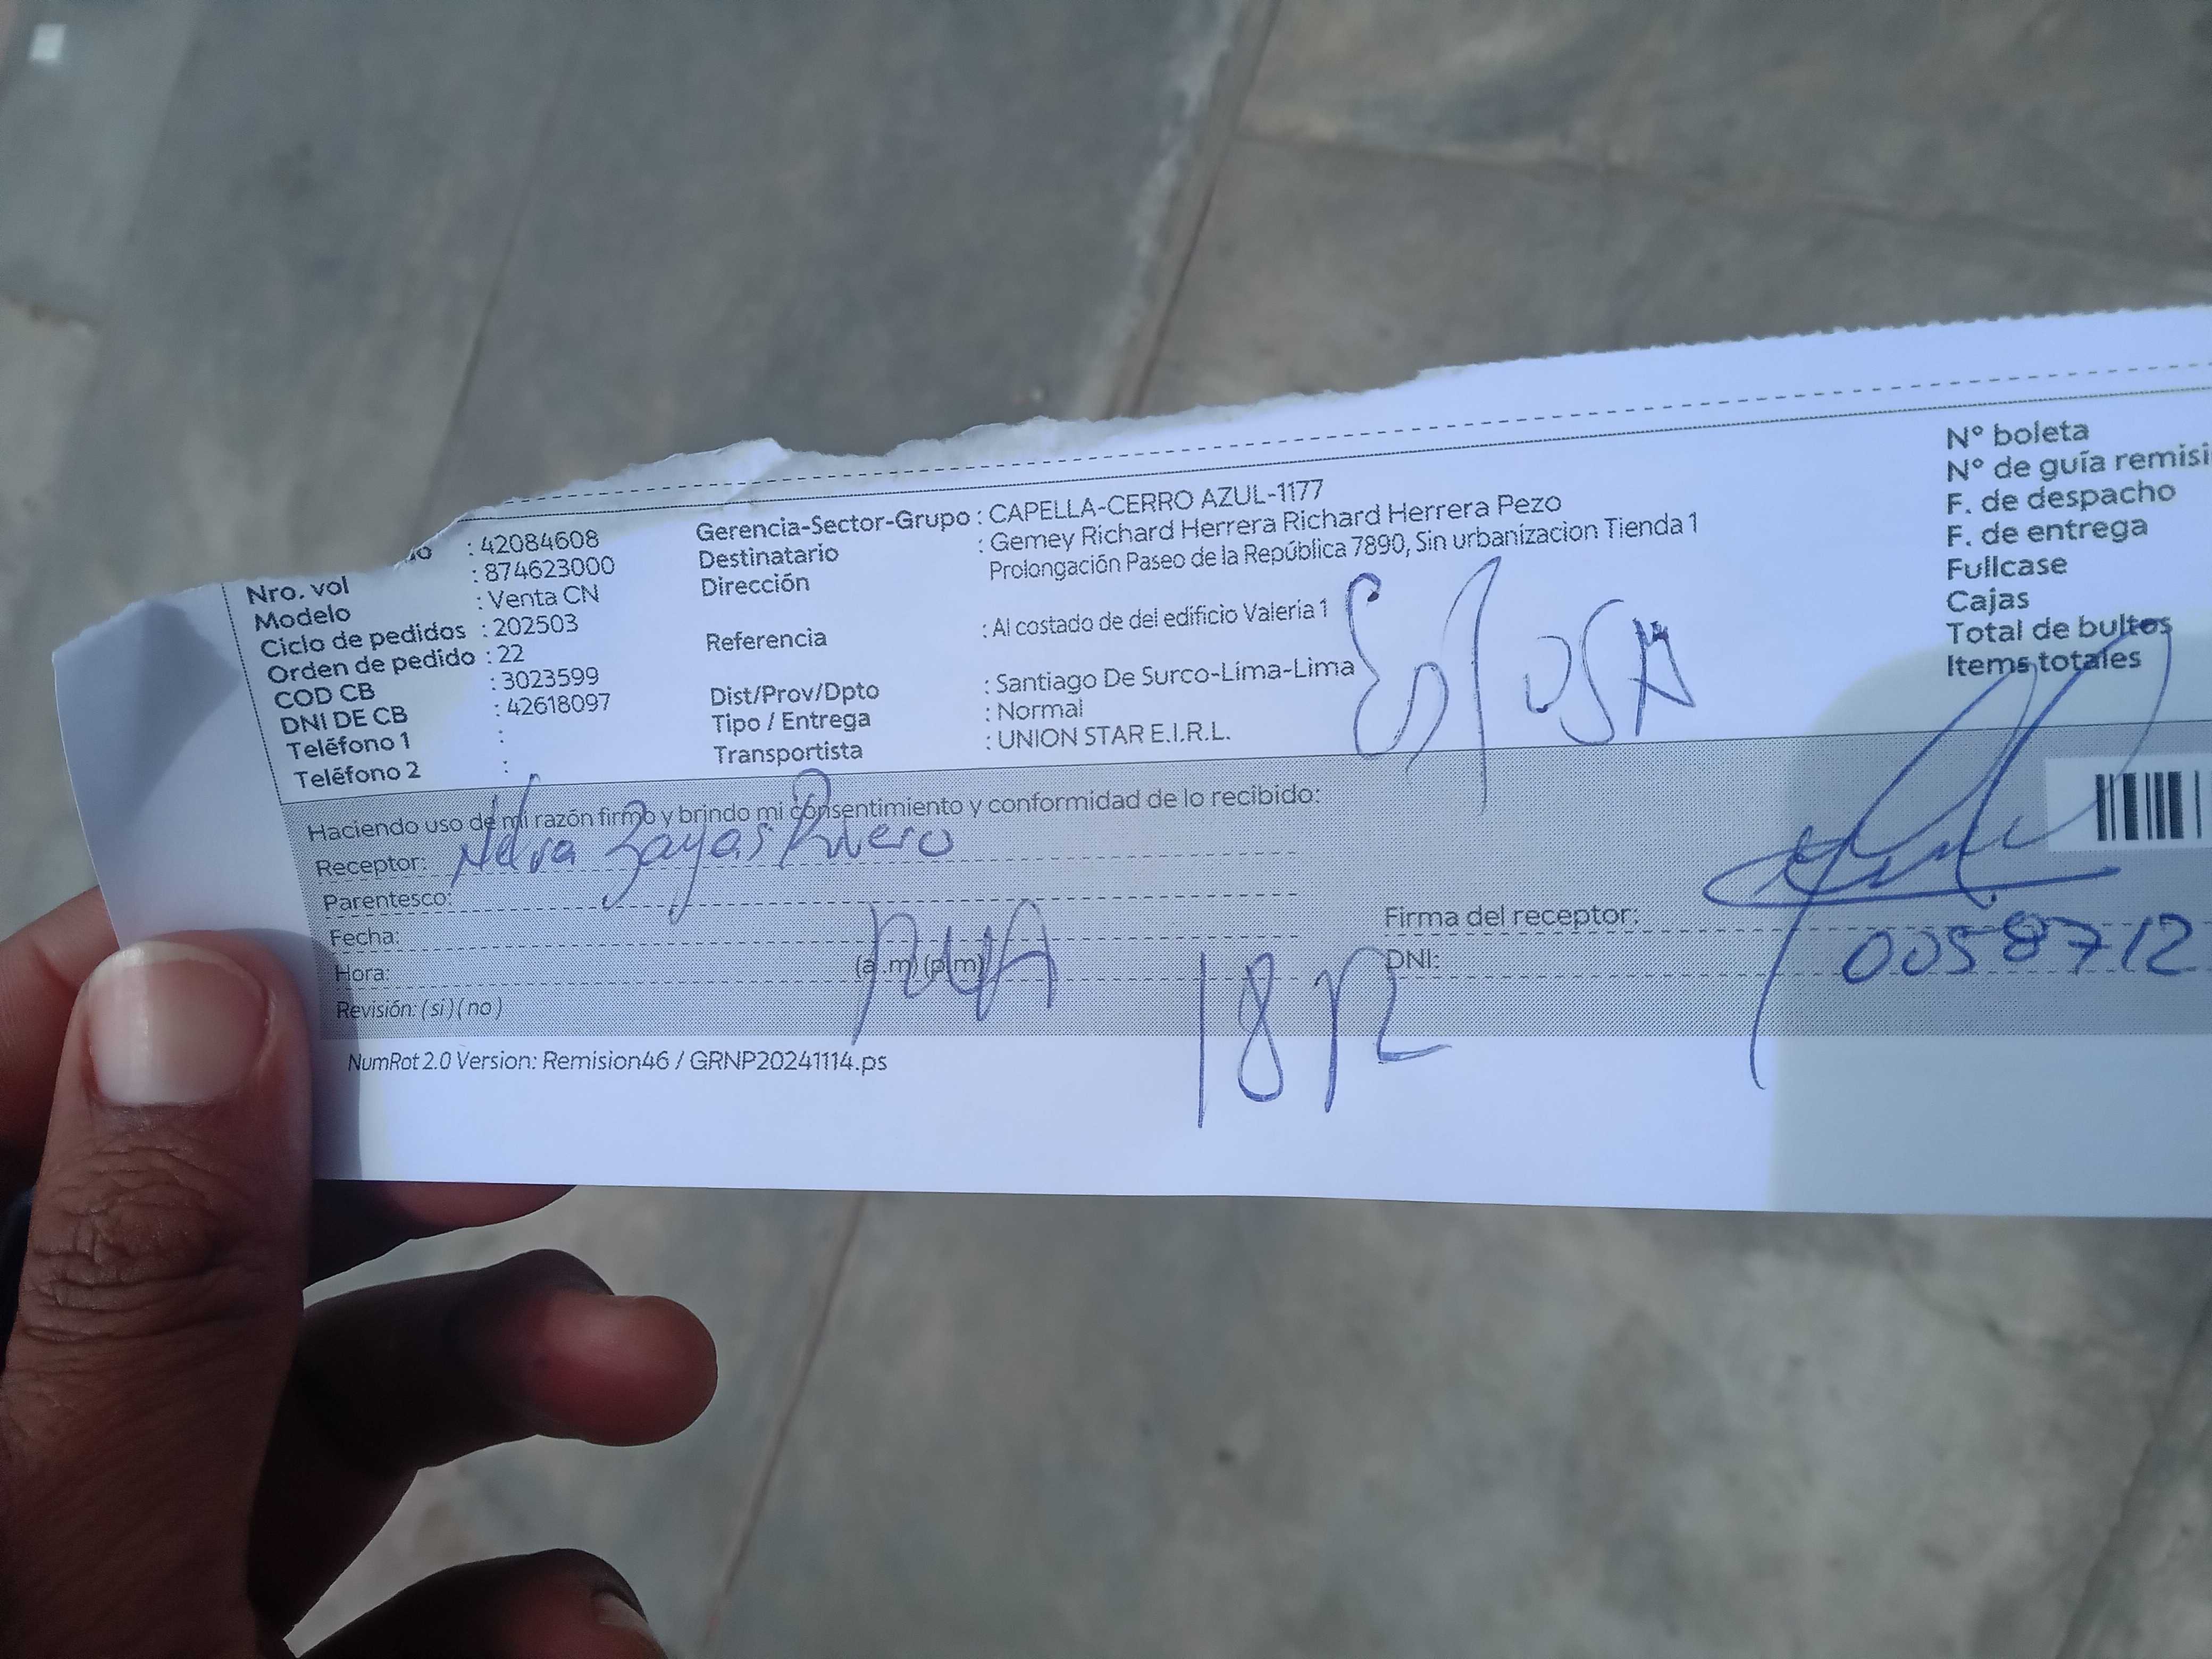 : 42084608
Nro. vol : 874623000
Modelo : Venta CN
Ciclo de pedidos : 202503
Orden de pedido : 22
COD CB : 3023599
DNI DE CB : 42618097
Teléfono 1 :
Teléfono 2 :
Gerencia-Sector-Grupo : CAPELLA-CERRO AZUL-1177
Destinatario : Gemey Richard Herrera Richard Herrera Pezo
Dirección Prolongación Paseo de la República 7890, Sin urbanizacion Tienda 1
Referencia : Al costado de del edificio Valeria 1
Dist/Prov/Dpto : Santiago De Surco-Lima-Lima
Tipo / Entrega : Normal
Transportista : UNION STAR E.I.R.L.
N° boleta
N° de guía remisi
F. de despacho
F. de entrega
Fullcase
Cajas
Total de bultos
Items totales
Esposa
Haciendo uso de mi razón firmo y brindo mi consentimiento y conformidad de lo recibido:
Receptor: Zayas Rivero
Parentesco:
Fecha:
Hora: (a .m) (p.m)
Revisión: (si) (no)
Firma del receptor:
DNI: 0058712
NumRot 2.0 Version: Remision46 / GRNP20241114.ps